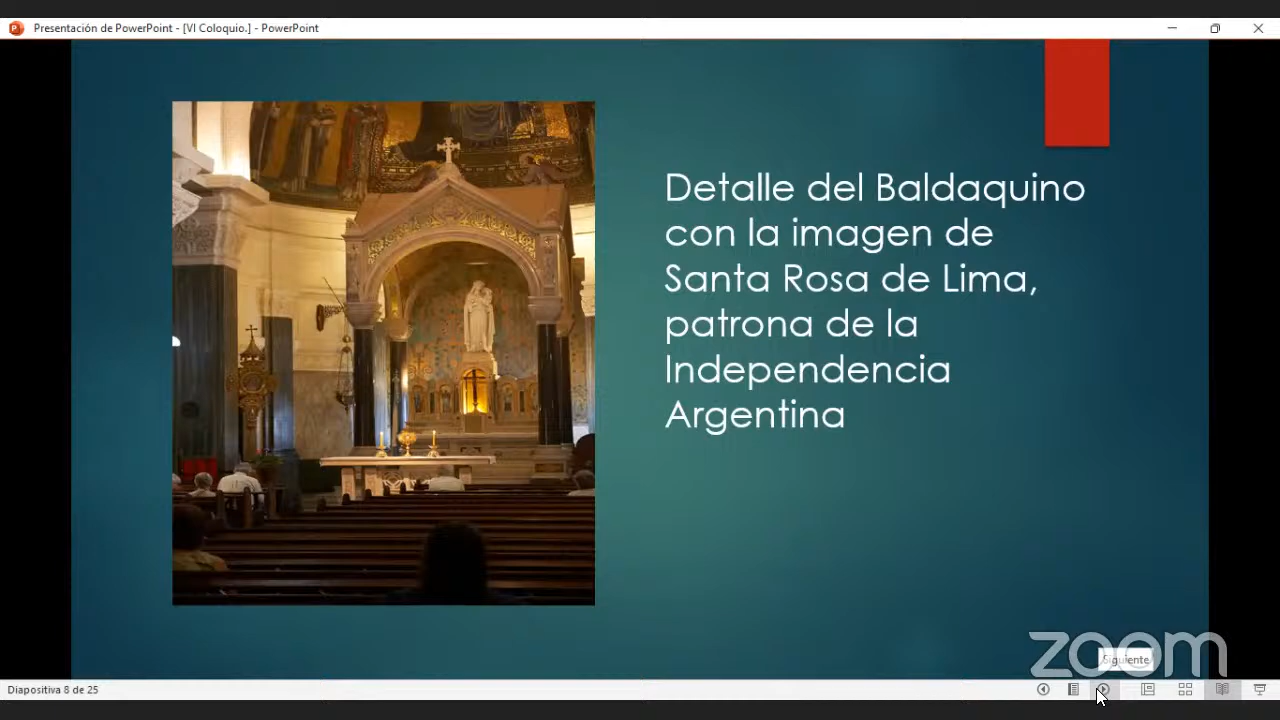 Presentación de PowerPoint - [VI Coloquio.] - PowerPoint
Detalle del Baldaquino
con la imagen de
Santa Rosa de Lima,
patrona de la
Independencia
Argentina
zoom
Siguiente
Diapositiva 8 de 25